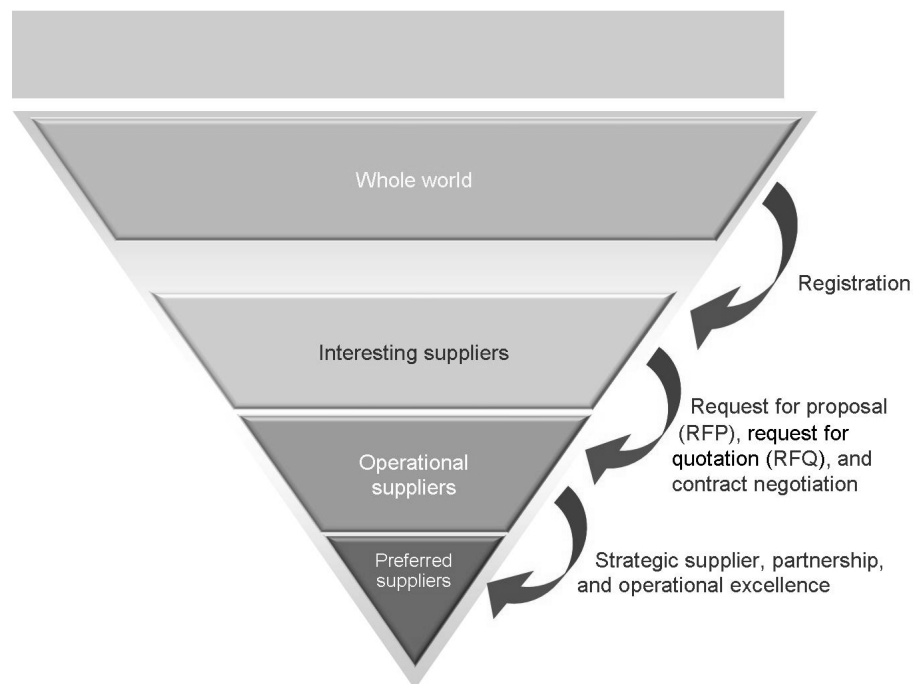 Whole world
Registration
Interesting suppliers
Request for proposal
(RFP), request for
quotation (RFQ), and
contract negotiation
Operational
suppliers
Strategic supplier, partnership,
and operational excellence
Preferred
suppliers